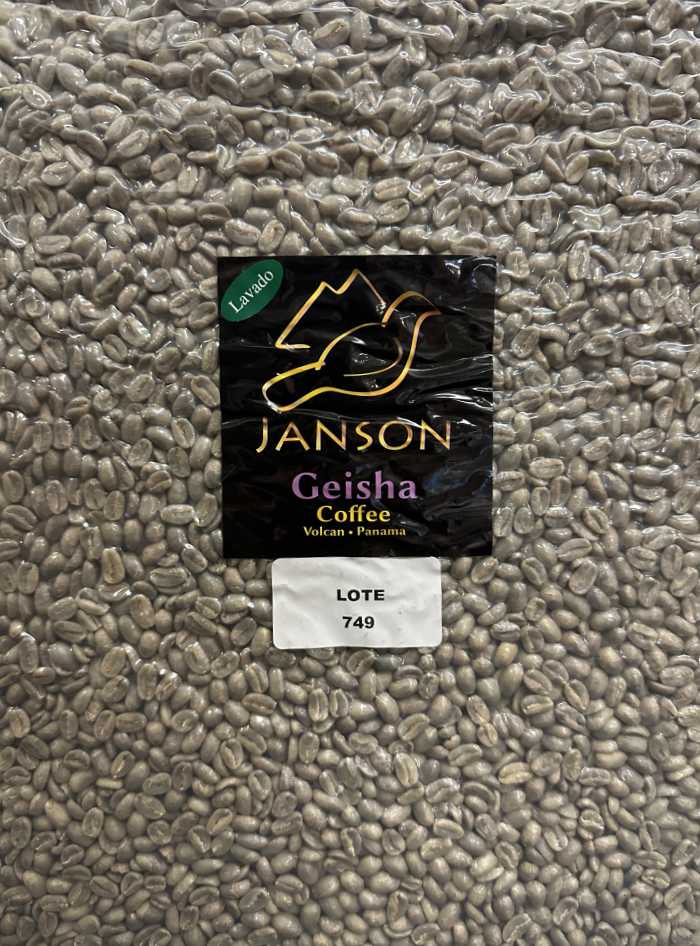 Lavado
JANSON
Geisha
Coffee
Volcan • Panama
LOTE
749